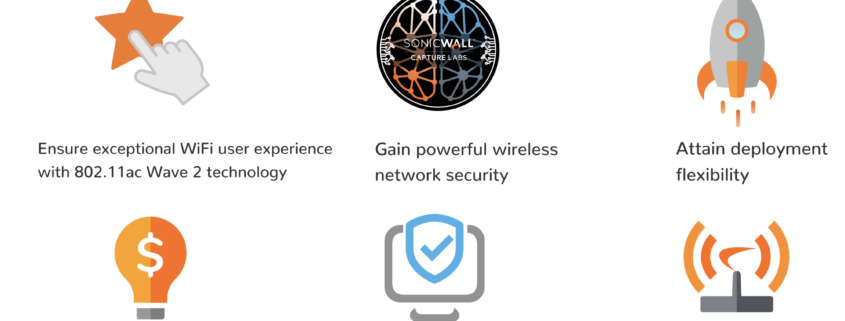 SONICWALL
CAPTURE LABS
Ensure exceptional WiFi user experience
with 802.11ac Wave 2 technology
Gain powerful wireless
network security
Attain deployment
flexibility
$